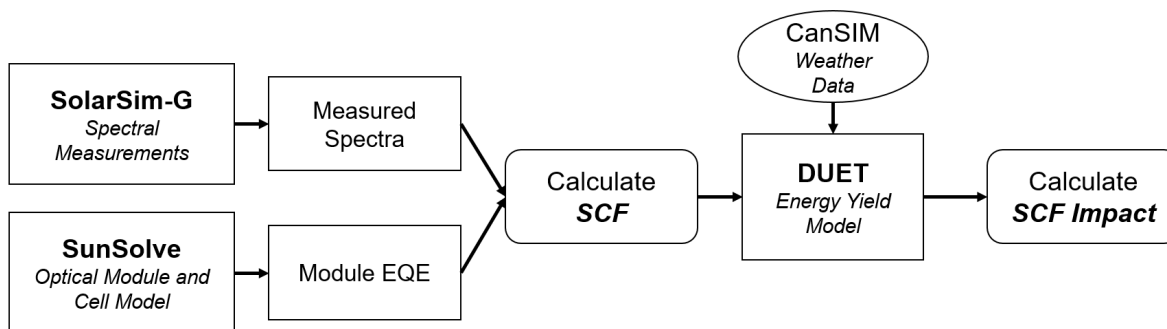 CanSIM
Weather
Data
SolarSim-G
Spectral
Measurements
Measured
Spectra
Calculate
SCF
DUET
Energy Yield
Model
Calculate
SCF Impact
SunSolve
Optical Module and
Cell Model
Module EQE